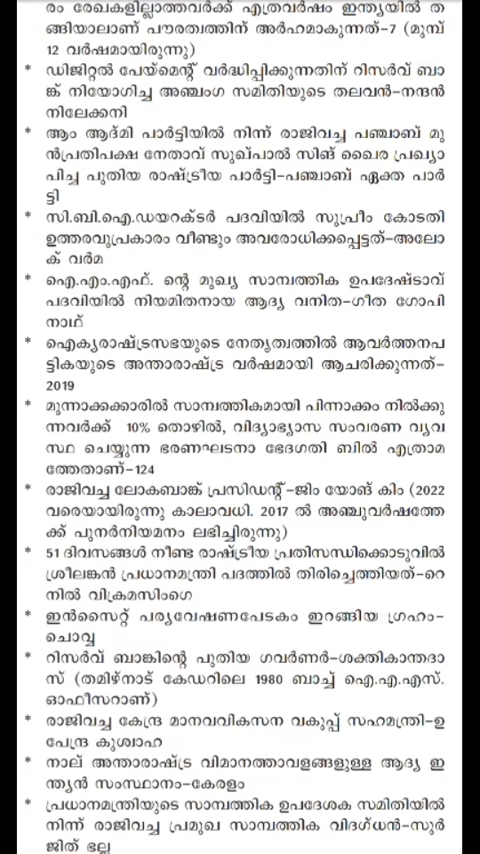 രം രേഖകളില്ലാത്തവർക്ക് എത്രവർഷം ഇന്ത്യയിൽ ത
ങ്ങിയാലാണ് പൗരത്വത്തിന് അർഹമാകുന്നത്-7 (മുമ്പ്
12 വർഷമായിരുന്നു)
* ഡിജിറ്റൽ പേയ്മെന്റ് വർദ്ധിപ്പിക്കുന്നതിന് റിസർവ് ബാ
ങ്ക് നിയോഗിച്ച അഞ്ചംഗ സമിതിയുടെ തലവൻ-നന്ദൻ
നിലേക്കനി
* ആം ആദ്മി പാർട്ടിയിൽ നിന്ന് രാജിവച്ച പഞ്ചാബ് മു
ൻപ്രതിപക്ഷ നേതാവ് സുഖ്പാൽ സിങ് ഖൈര പ്രഖ്യാ
പിച്ച പുതിയ രാഷ്ട്രീയ പാർട്ടി-പഞ്ചാബ് ഏക്ത പാർ
ട്ടി
* സി.ബി.ഐ.ഡയറക്ടർ പദവിയിൽ സുപ്രീം കോടതി
ഉത്തരവുപ്രകാരം വീണ്ടും അവരോധിക്കപ്പെട്ടത്-അലോ
ക് വർമ
* ഐ.എം.എഫ്. ന്റെ മുഖ്യ സാമ്പത്തിക ഉപദേഷ്ടാവ്
പദവിയിൽ നിയമിതനായ ആദ്യ വനിത-ഗീത ഗോപി
നാഥ്
* ഐക്യരാഷ്ട്രസഭയുടെ നേതൃത്വത്തിൽ ആവർത്തനപ
ട്ടികയുടെ അന്താരാഷ്ട്ര വർഷമായി ആചരിക്കുന്നത്-
2019
* മുന്നാക്കക്കാരിൽ സാമ്പത്തികമായി പിന്നാക്കം നിൽക്കു
ന്നവർക്ക് 10% തൊഴിൽ, വിദ്യാഭ്യാസ സംവരണ വ്യവ
സ്ഥ ചെയ്യുന്ന ഭരണഘടനാ ഭേദഗതി ബിൽ എത്രാമ
ത്തേതാണ്-124
* രാജിവച്ച ലോകബാങ്ക് പ്രസിഡന്റ്-ജിം യോങ് കിം (2022
വരെയായിരുന്നു കാലാവധി. 2017 ൽ അഞ്ചുവർഷത്തേ
ക്ക് പുനർനിയമനം ലഭിച്ചിരുന്നു)
* 51 ദിവസങ്ങൾ നീണ്ട രാഷ്ട്രീയ പ്രതിസന്ധിക്കൊടുവിൽ
ശ്രീലങ്കൻ പ്രധാനമന്ത്രി പദത്തിൽ തിരിച്ചെത്തിയത്-റെ
നിൽ വിക്രമസിംഗെ
* ഇൻസൈറ്റ് പര്യവേഷണപേടകം ഇറങ്ങിയ ഗ്രഹം-
ചൊവ്വ
* റിസർവ് ബാങ്കിന്റെ പുതിയ ഗവർണർ-ശക്തികാന്തദാ
സ് (തമിഴ്നാട് കേഡറിലെ 1980 ബാച്ച് ഐ.എ.എസ്.
ഓഫീസറാണ്)
* രാജിവച്ച കേന്ദ്ര മാനവവികസന വകുപ്പ് സഹമന്ത്രി-ഉ
പേന്ദ്ര കുശ്വാഹ
* നാല് അന്താരാഷ്ട്ര വിമാനത്താവളങ്ങളുള്ള ആദ്യ ഇ
ന്ത്യൻ സംസ്ഥാനം-കേരളം
* പ്രധാനമന്ത്രിയുടെ സാമ്പത്തിക ഉപദേശക സമിതിയിൽ
നിന്ന് രാജിവച്ച പ്രമുഖ സാമ്പത്തിക വിദഗ്ധൻ-സുർ
ജിത് ഭല്ല